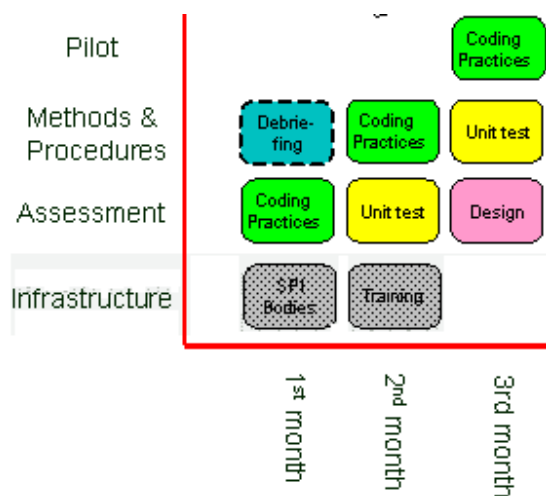 Pilot
Coding
Practices
Methods &
Procedures
Debrie-
fing
Coding
Practices
Unit test
Assessment
Coding
Practices
Unit test
Design
Infrastructure
SPI
Bodies
Training
1st month
2nd month
3rd month